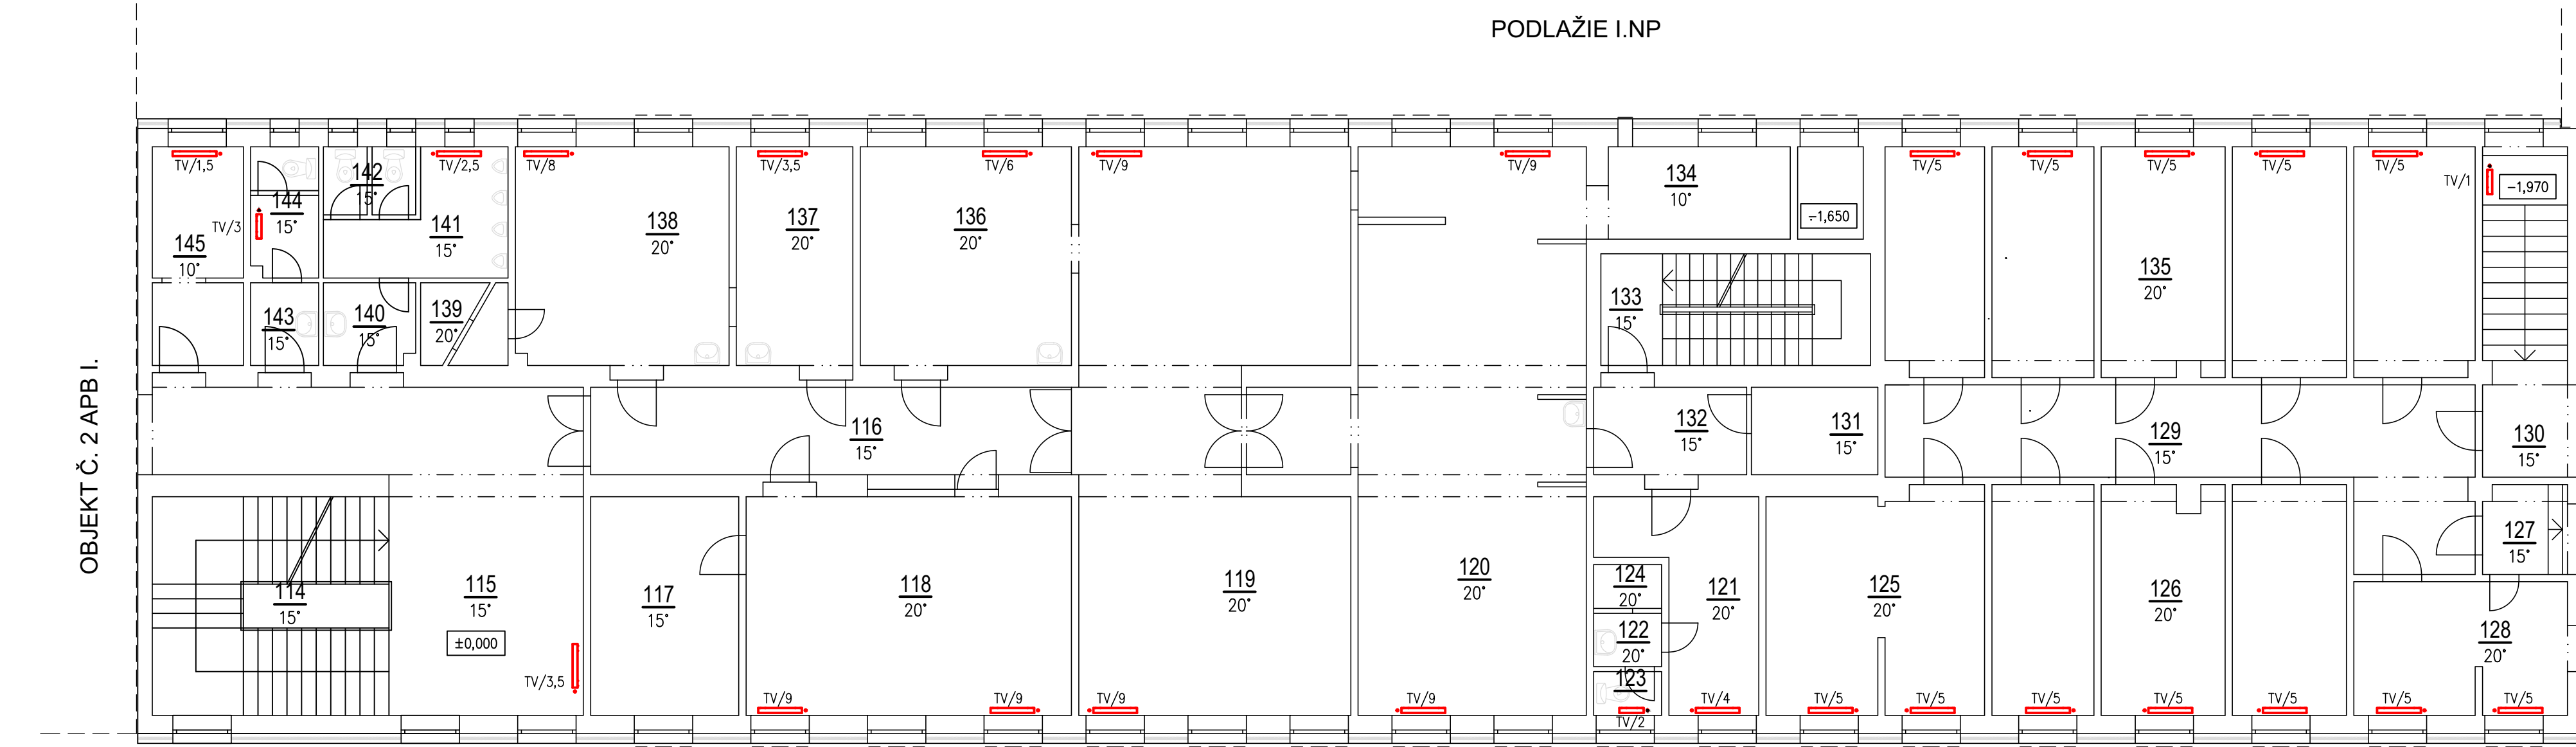 PODLAŽIE I.NP
OBJEKT Č. 2 APB I.
TV/1,5
TV/2,5
TV/8
TV/3,5
TV/6
TV/9
TV/9
TV/5
TV/5
TV/5
TV/5
TV/5
TV/1
-1,970
142
15°
144
15°
TV/3
145
10°
141
15°
138
20°
137
20°
136
20°
134
10°
-1,650
135
20°
143
15°
140
15°
139
20°
133
15°
116
15°
132
15°
131
15°
129
15°
130
15°
114
15°
115
15°
±0,000
TV/3,5
117
15°
118
20°
119
20°
120
20°
124
20°
122
20°
123
121
20°
125
20°
126
20°
127
15°
128
20°
TV/9
TV/9
TV/9
TV/9
TV/2
TV/4
TV/5
TV/5
TV/5
TV/5
TV/5
TV/5
TV/5